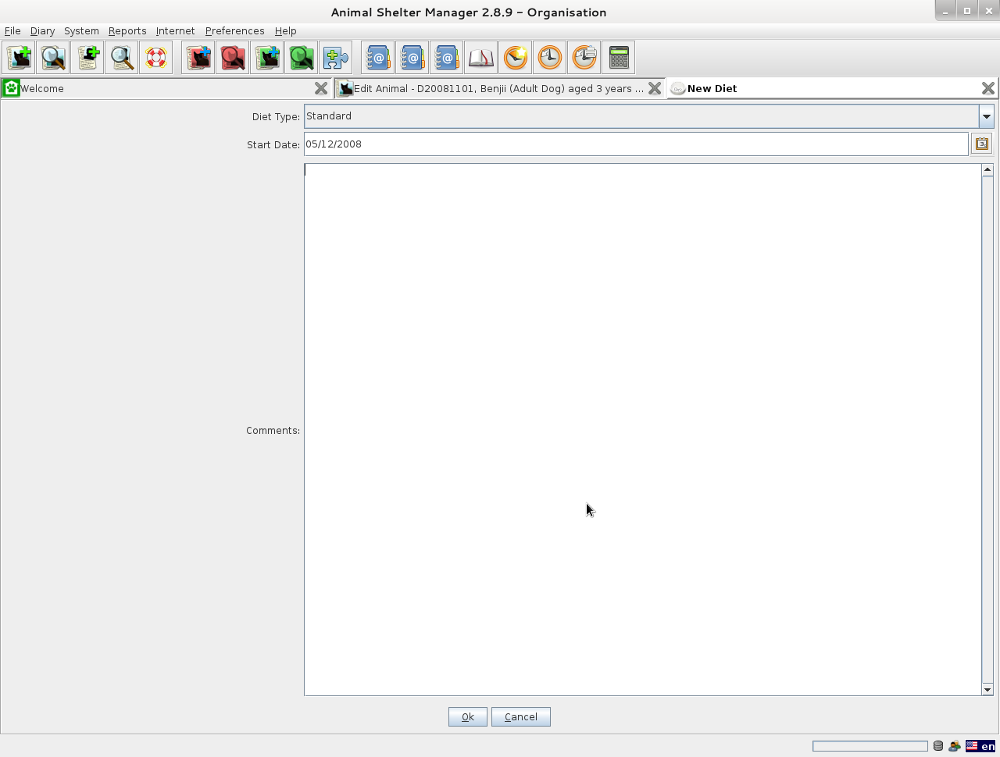 Animal Shelter Manager 2.8.9 – Organisation
File Diary System Reports Internet Preferences Help
Welcome
Edit Animal - D20081101, Benjii (Adult Dog) aged 3 years ...
New Diet
Diet Type: Standard
Start Date: 05/12/2008
Comments:
Ok Cancel
en